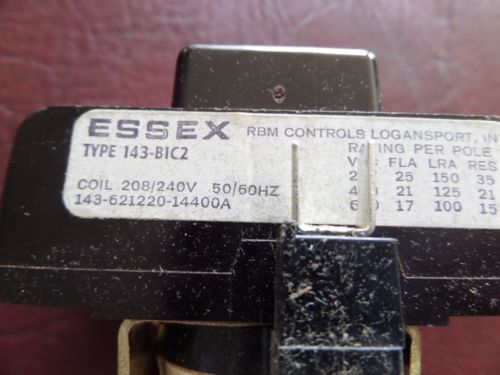 ESSEX RBM CONTROLS LOGANSPORT, IN
TYPE 143-B1C2 RATING PER POLE
FLA LRA RES
25 150 35
COIL 208/240V 50/60HZ 21 125 21
143-621220-14400A 17 100 15